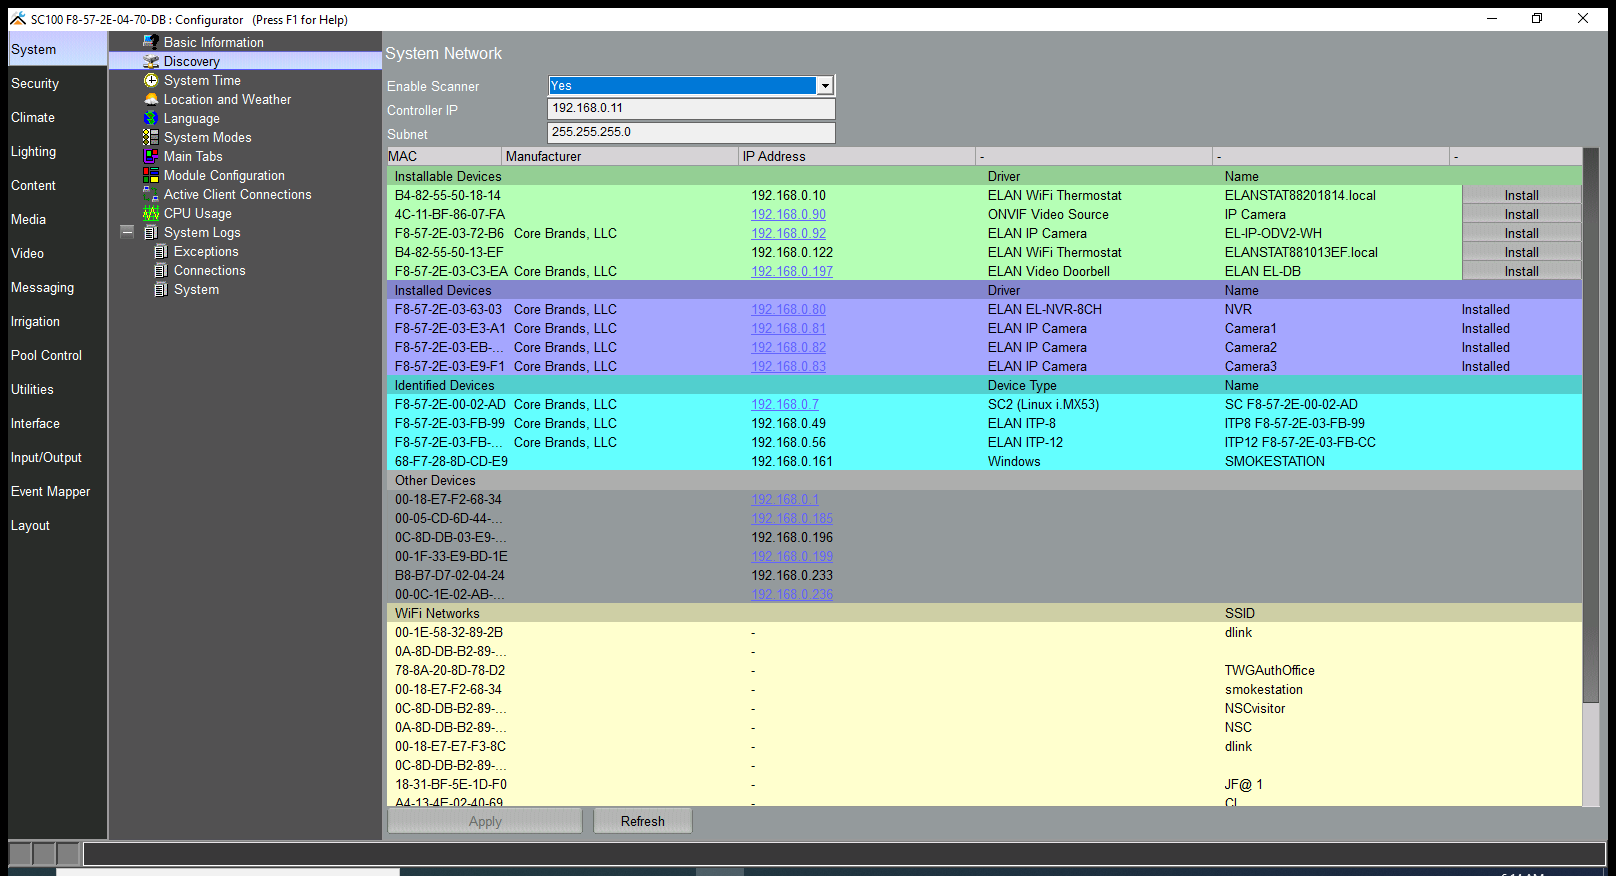 SC100 F8-57-2E-04-70-DB : Configurator (Press F1 for Help)
System
Security
Climate
Lighting
Content
Media
Video
Messaging
Irrigation
Pool Control
Utilities
Interface
Input/Output
Event Mapper
Layout
Basic Information
Discovery
System Time
Location and Weather
Language
System Modes
Main Tabs
Module Configuration
Active Client Connections
CPU Usage
System Logs
Exceptions
Connections
System
System Network
Enable Scanner Yes
Controller IP 192.168.0.11
Subnet 255.255.255.0
MAC Manufacturer IP Address - - -
Installable Devices Driver Name
B4-82-55-50-18-14 192.168.0.10 ELAN WiFi Thermostat ELANSTAT88201814.local Install
4C-11-BF-86-07-FA 192.168.0.90 ONVIF Video Source IP Camera Install
F8-57-2E-03-72-B6 Core Brands, LLC 192.168.0.92 ELAN IP Camera EL-IP-ODV2-WH Install
B4-82-55-50-13-EF 192.168.0.122 ELAN WiFi Thermostat ELANSTAT881013EF.local Install
F8-57-2E-03-C3-EA Core Brands, LLC 192.168.0.197 ELAN Video Doorbell ELAN EL-DB Install
Installed Devices Driver Name
F8-57-2E-03-63-03 Core Brands, LLC 192.168.0.80 ELAN EL-NVR-8CH NVR Installed
F8-57-2E-03-E3-A1 Core Brands, LLC 192.168.0.81 ELAN IP Camera Camera1 Installed
F8-57-2E-03-EB-... Core Brands, LLC 192.168.0.82 ELAN IP Camera Camera2 Installed
F8-57-2E-03-E9-F1 Core Brands, LLC 192.168.0.83 ELAN IP Camera Camera3 Installed
Identified Devices Device Type Name
F8-57-2E-00-02-AD Core Brands, LLC 192.168.0.7 SC2 (Linux i.MX53) SC F8-57-2E-00-02-AD
F8-57-2E-03-FB-99 Core Brands, LLC 192.168.0.49 ELAN ITP-8 ITP8 F8-57-2E-03-FB-99
F8-57-2E-03-FB-... Core Brands, LLC 192.168.0.56 ELAN ITP-12 ITP12 F8-57-2E-03-FB-CC
68-F7-28-8D-CD-E9 192.168.0.161 Windows SMOKESTATION
Other Devices
00-18-E7-F2-68-34 192.168.0.1
00-05-CD-6D-44-... 192.168.0.185
0C-8D-DB-03-E9-... 192.168.0.196
00-1F-33-E9-BD-1E 192.168.0.199
B8-B7-D7-02-04-24 192.168.0.233
00-0C-1E-02-AB-... 192.168.0.236
WiFi Networks SSID
00-1E-58-32-89-2B - dlink
0A-8D-DB-B2-89-... -
78-8A-20-8D-78-D2 - TWGAuthOffice
00-18-E7-F2-68-34 - smokestation
0C-8D-DB-B2-89-... - NSCvisitor
0A-8D-DB-B2-89-... - NSC
00-18-E7-E7-F3-8C - dlink
0C-8D-DB-B2-89-... -
18-31-BF-5E-1D-F0 - JF@ 1
A4-13-4E-02-40-69 -
Apply Refresh